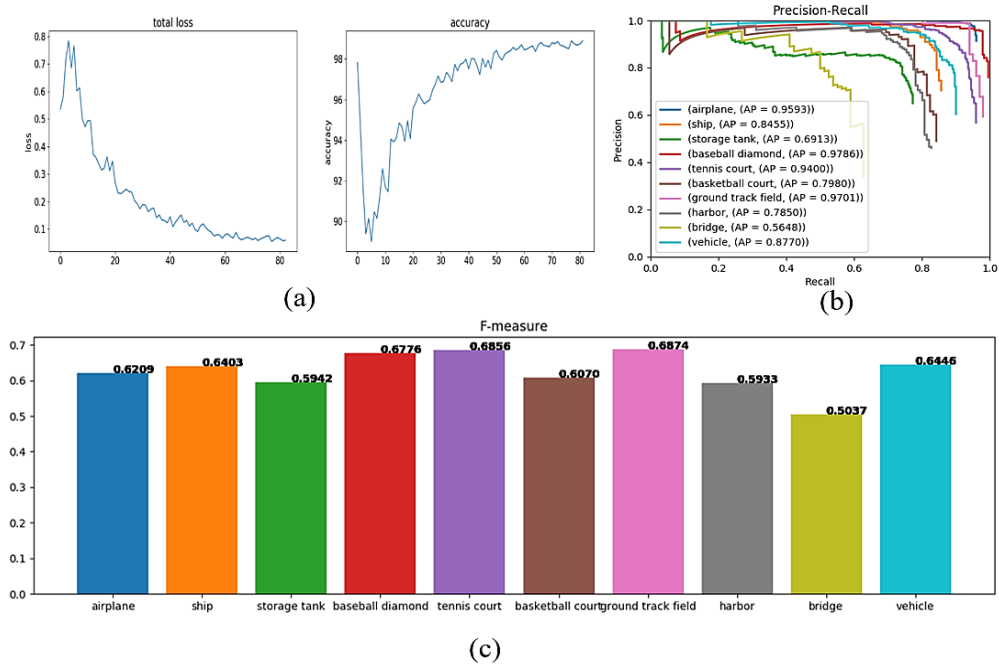 total loss
accuracy
Precision-Recall
0.8
0.7
0.6
0.5
0.4
0.3
0.2
0.1
loss
0
20
40
60
80
98
96
94
92
90
accuracy
0
10
20
30
40
50
60
70
80
(a)
1.0
0.8
0.6
0.4
0.2
0.0
Precision
(airplane, (AP = 0.9593))
(ship, (AP = 0.8455))
(storage tank, (AP = 0.6913))
(baseball diamond, (AP = 0.9786))
(tennis court, (AP = 0.9400))
(basketball court, (AP = 0.7980))
(ground track field, (AP = 0.9701))
(harbor, (AP = 0.7850))
(bridge, (AP = 0.5648))
(vehicle, (AP = 0.8770))
0.0
0.2
0.4
0.6
0.8
1.0
Recall
(b)
F-measure
0.7
0.6
0.5
0.4
0.3
0.2
0.1
0.0
0.6209
0.6403
0.5942
0.6776
0.6856
0.6070
0.6874
0.5933
0.5037
0.6446
airplane
ship
storage tank
baseball diamond
tennis court
basketball court
ground track field
harbor
bridge
vehicle
(c)